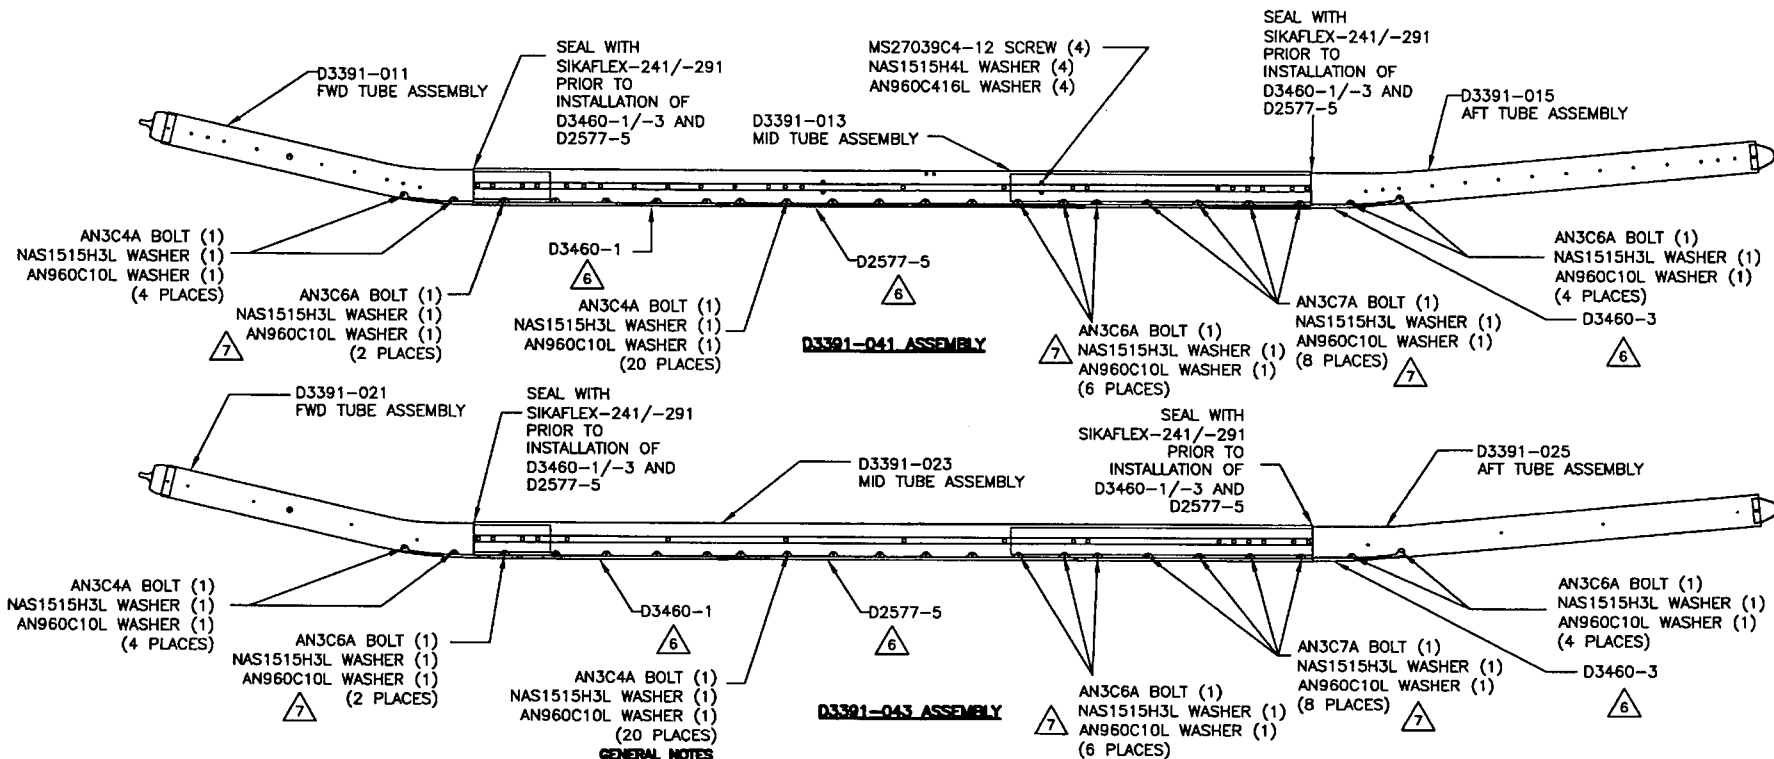 D3391-011
FWD TUBE ASSEMBLY
SEAL WITH
SIKAFLEX-241/-291
PRIOR TO
INSTALLATION OF
D3460-1/-3 AND
D2577-5
MS27039C4-12 SCREW (4)
NAS1515H4L WASHER (4)
AN960C416L WASHER (4)
D3391-013
MID TUBE ASSEMBLY
SEAL WITH
SIKAFLEX-241/-291
PRIOR TO
INSTALLATION OF
D3460-1/-3 AND
D2577-5
D3391-015
AFT TUBE ASSEMBLY
AN3C4A BOLT (1)
NAS1515H3L WASHER (1)
AN960C10L WASHER (1)
(4 PLACES)
AN3C6A BOLT (1)
NAS1515H3L WASHER (1)
AN960C10L WASHER (1)
(2 PLACES)
7
D3460-1
6
AN3C4A BOLT (1)
NAS1515H3L WASHER (1)
AN960C10L WASHER (1)
(20 PLACES)
D2577-5
6
D3391-041 ASSEMBLY
7
AN3C6A BOLT (1)
NAS1515H3L WASHER (1)
AN960C10L WASHER (1)
(6 PLACES)
AN3C7A BOLT (1)
NAS1515H3L WASHER (1)
AN960C10L WASHER (1)
(8 PLACES)
7
AN3C6A BOLT (1)
NAS1515H3L WASHER (1)
AN960C10L WASHER (1)
(4 PLACES)
D3460-3
6
D3391-021
FWD TUBE ASSEMBLY
SEAL WITH
SIKAFLEX-241/-291
PRIOR TO
INSTALLATION OF
D3460-1/-3 AND
D2577-5
D3391-023
MID TUBE ASSEMBLY
SEAL WITH
SIKAFLEX-241/-291
PRIOR TO
INSTALLATION OF
D3460-1/-3 AND
D2577-5
D3391-025
AFT TUBE ASSEMBLY
AN3C4A BOLT (1)
NAS1515H3L WASHER (1)
AN960C10L WASHER (1)
(4 PLACES)
AN3C6A BOLT (1)
NAS1515H3L WASHER (1)
AN960C10L WASHER (1)
(2 PLACES)
7
D3460-1
6
AN3C4A BOLT (1)
NAS1515H3L WASHER (1)
AN960C10L WASHER (1)
(20 PLACES)
D2577-5
6
D3391-043 ASSEMBLY
7
AN3C6A BOLT (1)
NAS1515H3L WASHER (1)
AN960C10L WASHER (1)
(6 PLACES)
AN3C7A BOLT (1)
NAS1515H3L WASHER (1)
AN960C10L WASHER (1)
(8 PLACES)
7
AN3C6A BOLT (1)
NAS1515H3L WASHER (1)
AN960C10L WASHER (1)
(4 PLACES)
D3460-3
6
GENERAL NOTES